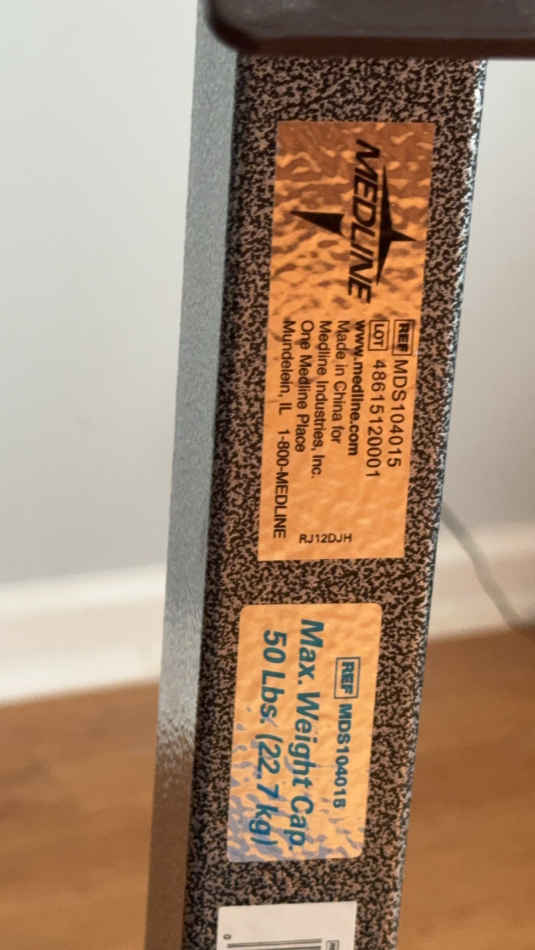 MEDLINE
REF MDS104015
LOT 48615120001
www.medline.com
Made in China for
Medline Industries, Inc.
One Medline Place
Mundelein, IL 1-800-MEDLINE
RJ12DJH
REF MDS104015
Max. Weight Cap.
50 Lbs. (22.7 kg)